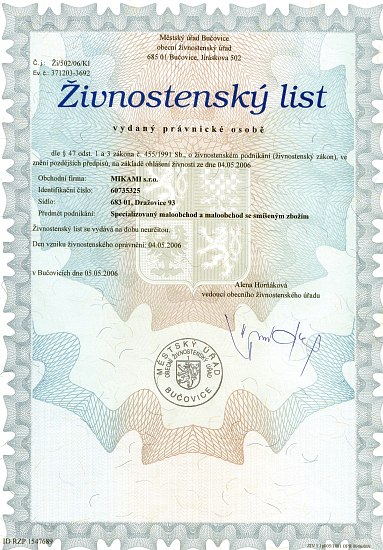 Městský úřad Bučovice
obecní živnostenský úřad
685 01 Bučovice, Jiráskova 502
Č. j.: Ži/502/06/Kl
Ev. č.: 371203-3692
Živnostenský list
vydaný právnické osobě
dle § 47 odst. 1 a 3 zákona č. 455/1991 Sb., o živnostenském podnikání (živnostenský zákon), ve
znění pozdějších předpisů, na základě ohlášení živnosti ze dne 04.05.2006
Obchodní firma: MIKAMI s.r.o.
Identifikační číslo: 60735325
Sídlo: 683 01, Dražovice 93
Předmět podnikání: Specializovaný maloobchod a maloobchod se smíšeným zbožím
Živnostenský list se vydává na dobu neurčitou.
Den vzniku živnostenského oprávnění: 04.05.2006
v Bučovicích dne 05.05.2006
Alena Horňáková
vedoucí obecního živnostenského úřadu
MĚSTSKÝ ÚŘAD
OBECNÍ ŽIVNOSTENSKÝ ÚŘAD
BUČOVICE
ID RZP 1547689